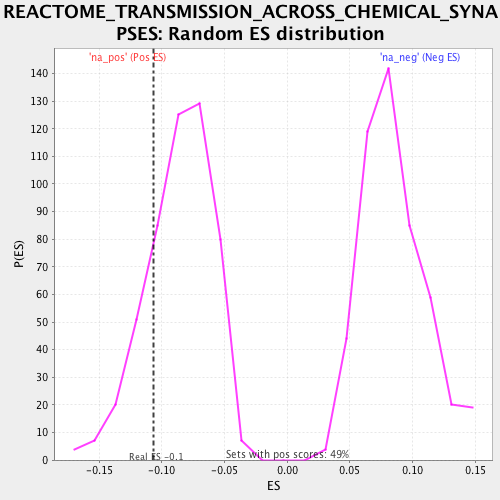 REACTOME_TRANSMISSION_ACROSS_CHEMICAL_SYNA
PSES: Random ES distribution
'na_pos' (Pos ES)
'na_neg' (Neg ES)
140
130
120
110
100
90
80
70
60
50
40
30
20
10
0
P(ES)
Real ES -0.1
Sets with pos scores: 49%
-0.15
-0.10
-0.05
0.00
0.05
0.10
0.15
ES